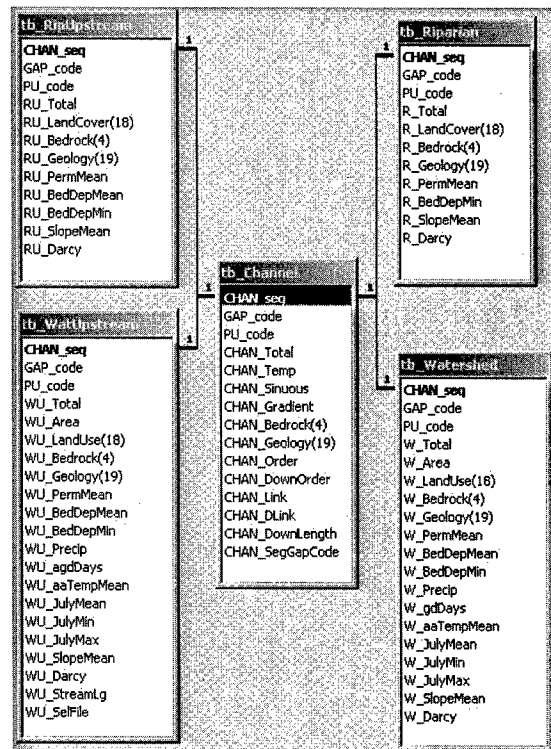 tb_RipUpstream
CHAN_seq
GAP_code
PU_code
RU_Total
RU_LandCover(18)
RU_Bedrock(4)
RU_Geology(19)
RU_PermMean
RU_BedDepMean
RU_BedDepMin
RU_SlopeMean
RU_Darcy
1
tb_Riparian
CHAN_seq
GAP_code
PU_code
R_Total
R_LandCover(18)
R_Bedrock(4)
R_Geology(19)
R_PermMean
R_BedDepMin
R_SlopeMean
R_Darcy
1
tb_Channel
CHAN_seq
GAP_code
PU_code
CHAN_Total
CHAN_Temp
CHAN_Sinuous
CHAN_Gradient
CHAN_Bedrock(4)
CHAN_Geology(19)
CHAN_Order
CHAN_DownOrder
CHAN_Link
CHAN_DLink
CHAN_DownLength
CHAN_SegGapCode
1
1
tb_WatUpstream
CHAN_seq
GAP_code
PU_code
WU_Total
WU_Area
WU_LandUse(18)
WU_Bedrock(4)
WU_Geology(19)
WU_PermMean
WU_BedDepMean
WU_BedDepMin
WU_Precip
WU_agdDays
WU_aaTempMean
WU_JulyMean
WU_JulyMin
WU_JulyMax
WU_SlopeMean
WU_Darcy
WU_StreamLg
WU_SelFile
1
tb_Watershed
CHAN_seq
GAP_code
PU_code
W_Total
W_Area
W_LandUse(18)
W_Bedrock(4)
W_Geology(19)
W_PermMean
W_BedDepMean
W_BedDepMin
W_Precip
W_gdDays
W_aaTempMean
W_JulyMean
W_JulyMin
W_JulyMax
W_SlopeMean
W_Darcy
1